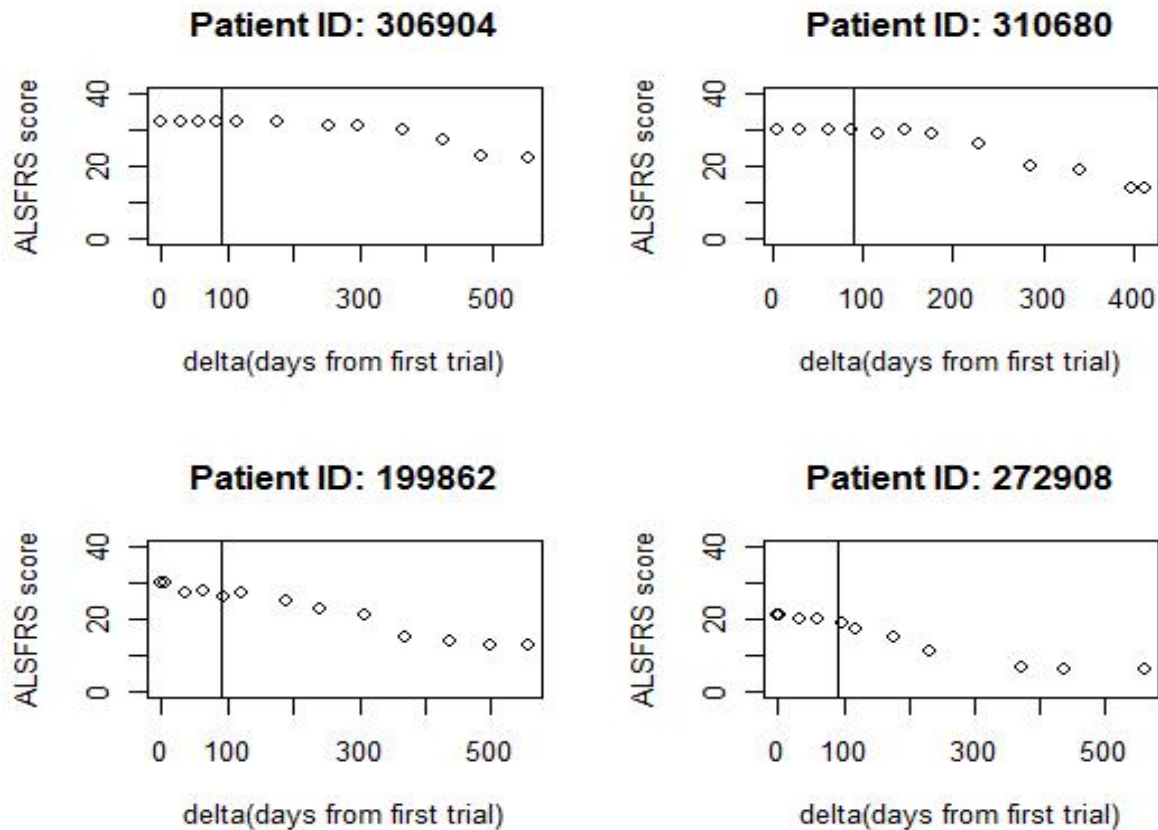 Patient ID: 306904
ALSFRS score
40
20
0
0 100 300 500
delta(days from first trial)
Patient ID: 310680
ALSFRS score
40
20
0
0 100 200 300 400
delta(days from first trial)
Patient ID: 199862
ALSFRS score
40
20
0
0 100 300 500
delta(days from first trial)
Patient ID: 272908
ALSFRS score
40
20
0
0 100 300 500
delta(days from first trial)